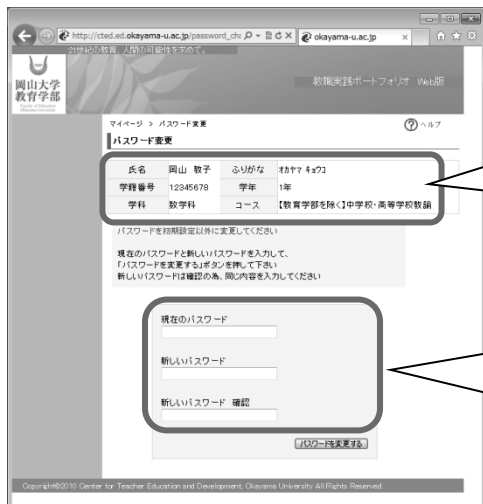 http://cted.ed.okayama-u.ac.jp/password_ch
okayama-u.ac.jp
21世紀の教育、人間の可能性を求めて。
岡山大学
教育学部
教職実践ポートフォリオ Web版
マイページ > パスワード変更
ヘルプ
パスワード変更
氏名 岡山 敦子 ふりがな オカヤマ キョウコ
学籍番号 12345678 学年 1年
学科 数学科 コース 【教育学部を除く】中学校・高等学校教諭
パスワードを初期設定以外に変更してください
現在のパスワードと新しいパスワードを入力して、
「パスワードを変更する」ボタンを押して下さい
新しいパスワードは確認の為、同じ内容を入力してください
現在のパスワード
新しいパスワード
新しいパスワード 確認
パスワードを変更する
Copyright©2010 Center for Teacher Education and Development, Okayama University All Rights Reserved.